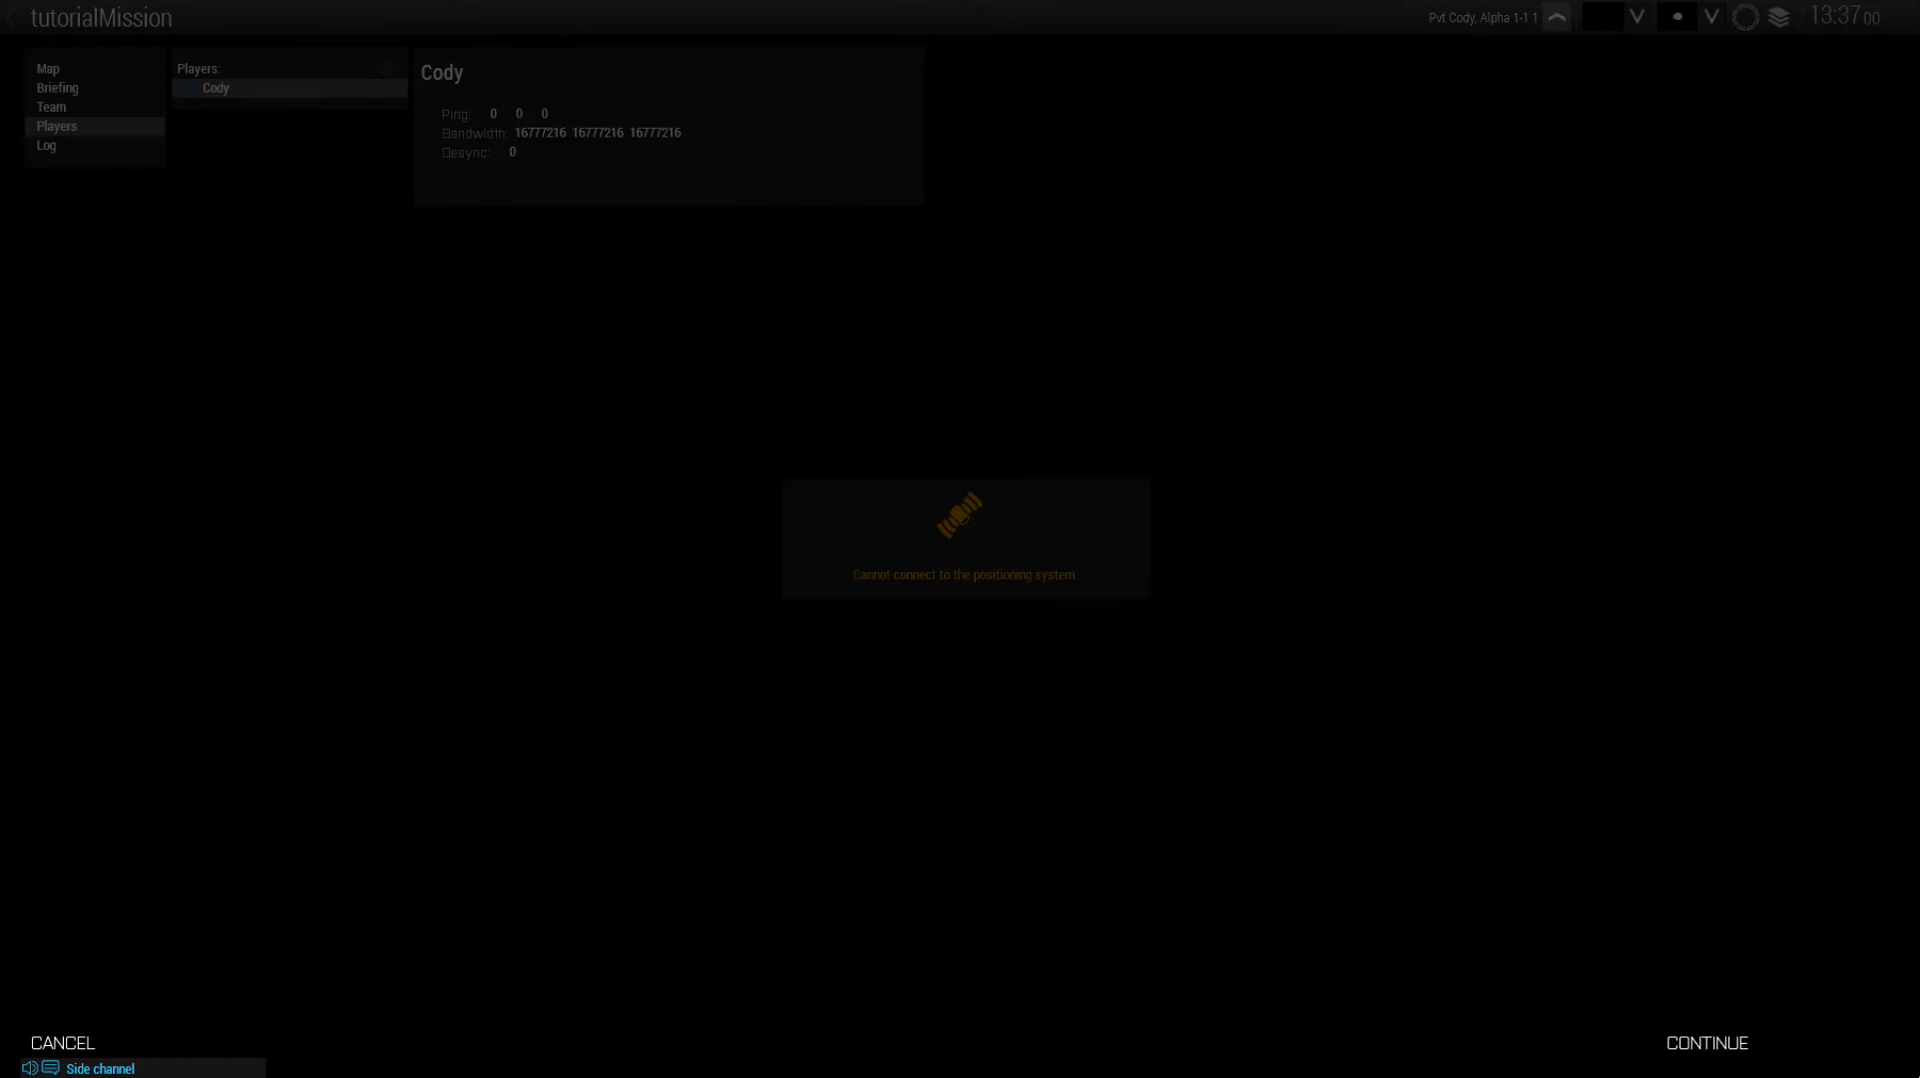 tutorialMission
Pvt Cody, Alpha 1-1 1
13:37 00
Map
Briefing
Team
Players
Log
Players:
Cody
Cody
Ping: 0 0 0
Bandwidth: 16777216 16777216 16777216
Desync: 0
Cannot connect to the positioning system
CANCEL
CONTINUE
Side channel